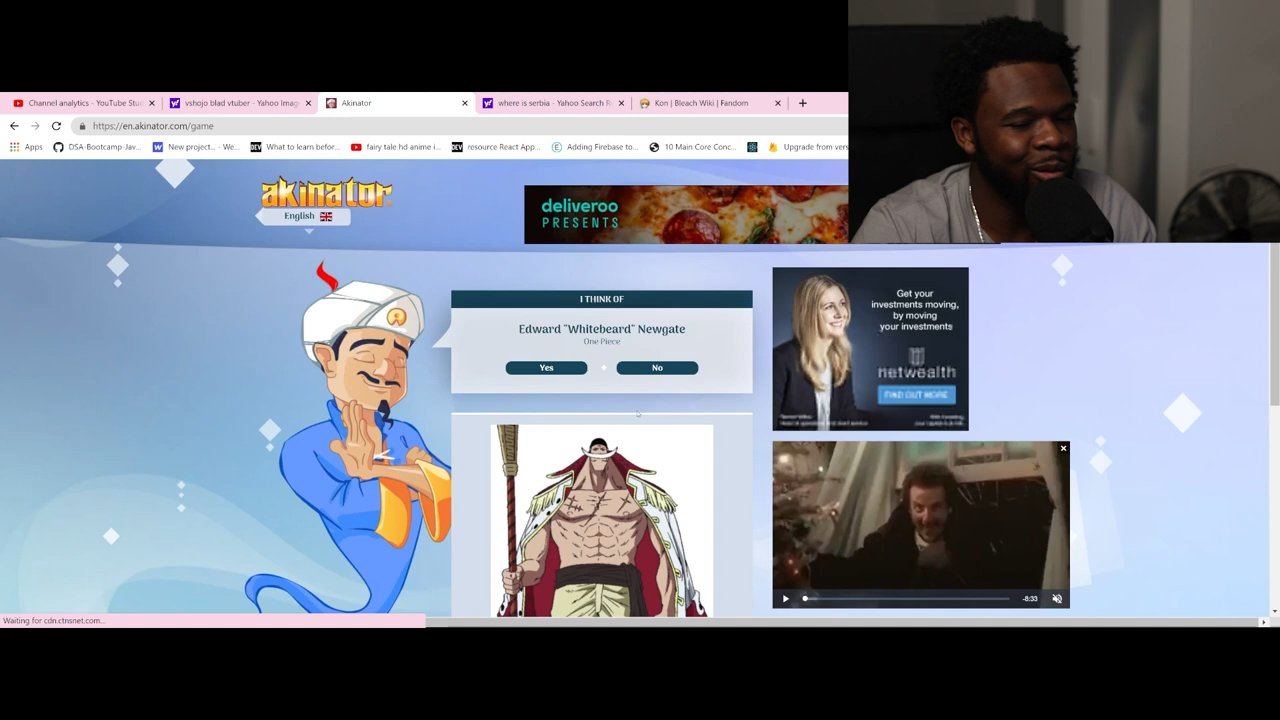 Channel analytics - YouTube Stu
vshojo blad vtuber - Yahoo Imag
Akinator
where is serbia - Yahoo Search R
Kon | Bleach Wiki | Fandom
https://en.akinator.com/game
Apps
DSA-Bootcamp-Jav...
New project... - We...
DEV What to learn befor...
fairy tale hd anime i...
DEV resource React App...
Adding Firebase to...
10 Main Core Conc...
Upgrade from vers
akinator
English
deliveroo
PRESENTS
I THINK OF
Edward "Whitebeard" Newgate
One Piece
Yes
No
Get your
investments moving,
by moving
your investments
netwealth
FIND OUT MORE
-8:33
Waiting for cdn.ctnsnet.com...